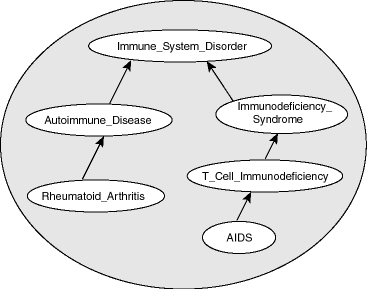 Immune_System_Disorder
Autoimmune_Disease
Immunodeficiency_
Syndrome
Rheumatoid_Arthritis
T_Cell_Immunodeficiency
AIDS